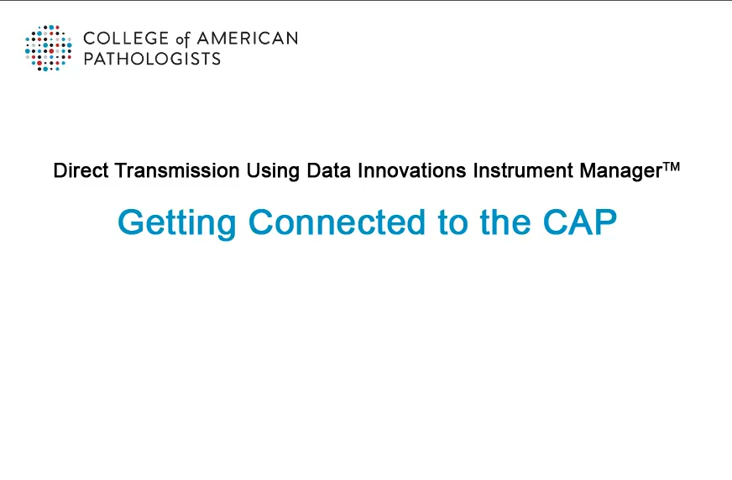 COLLEGE of AMERICAN
PATHOLOGISTS
Direct Transmission Using Data Innovations Instrument Manager™
Getting Connected to the CAP